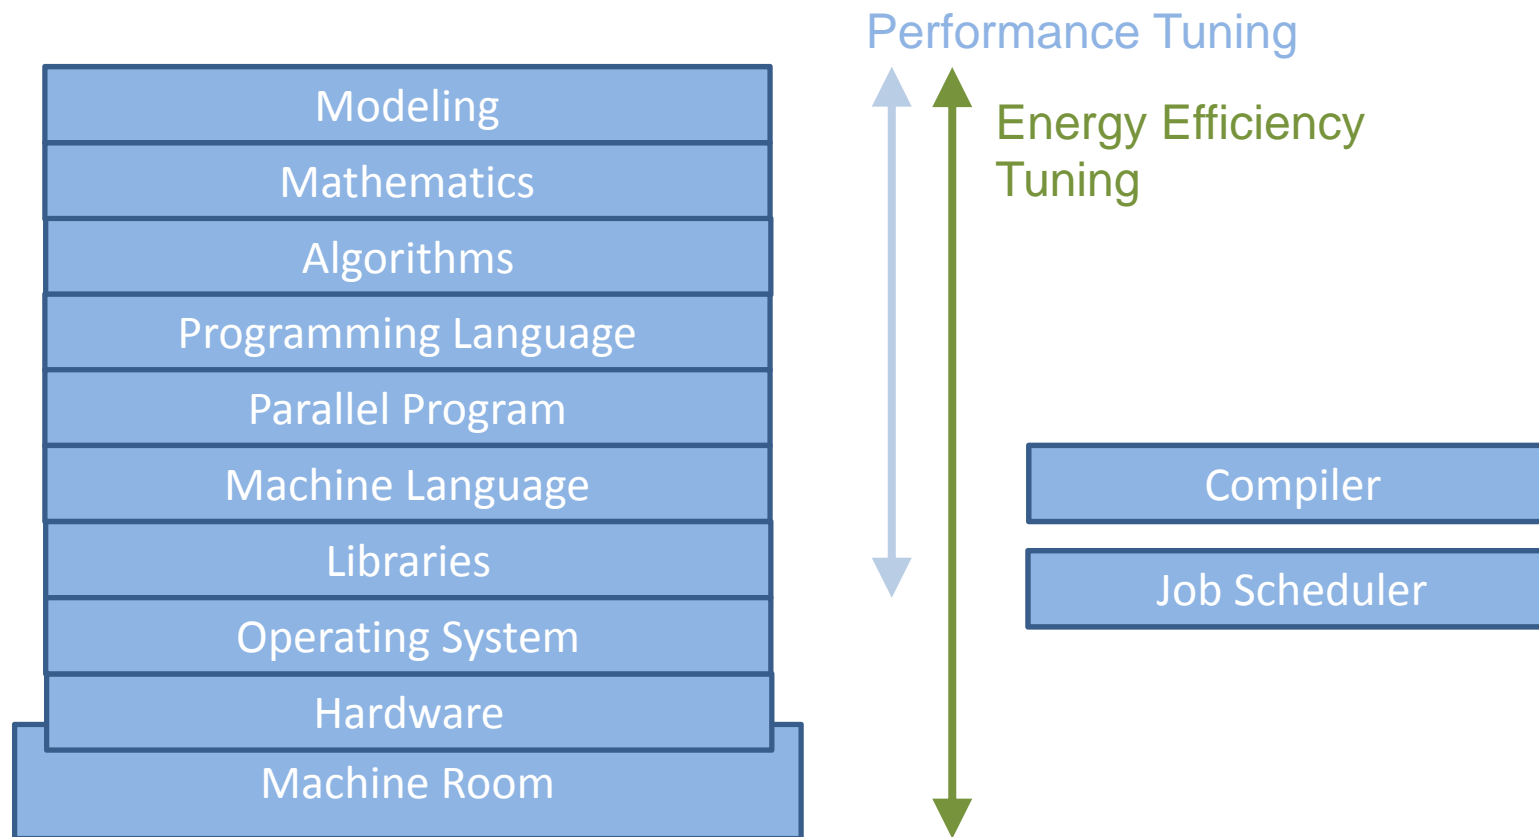 Performance Tuning
Modeling
Energy Efficiency
Tuning
Mathematics
Algorithms
Programming Language
Parallel Program
Machine Language
Compiler
Libraries
Job Scheduler
Operating System
Hardware
Machine Room